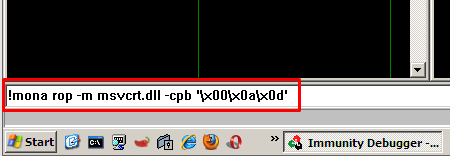 !mona rop -m msvcrt.dll -cpb '\x00\x0a\x0d'
Start
C:\
»
Immunity Debugger -...